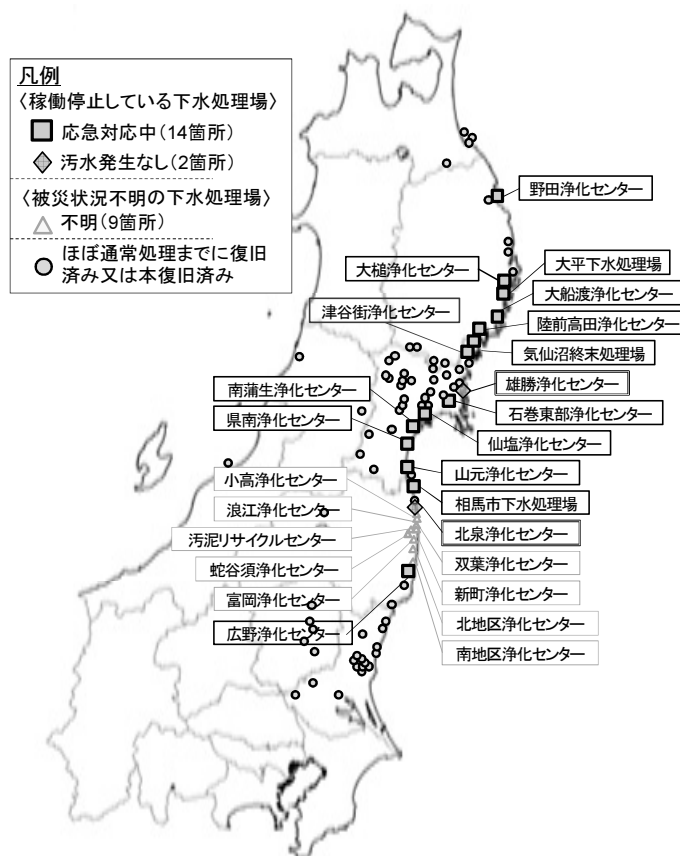 凡例
〈稼働停止している下水処理場〉
応急対応中(14箇所)
汚水発生なし(2箇所)
〈被災状況不明の下水処理場〉
不明(9箇所)
ほぼ通常処理までに復旧
済み又は本復旧済み
野田浄化センター
大槌浄化センター
大平下水処理場
大船渡浄化センター
津谷街浄化センター
陸前高田浄化センター
気仙沼終末処理場
南蒲生浄化センター
雄勝浄化センター
県南浄化センター
石巻東部浄化センター
仙塩浄化センター
山元浄化センター
小高浄化センター
相馬市下水処理場
浪江浄化センター
北泉浄化センター
汚泥リサイクルセンター
双葉浄化センター
蛇谷須浄化センター
新町浄化センター
富岡浄化センター
北地区浄化センター
広野浄化センター
南地区浄化センター